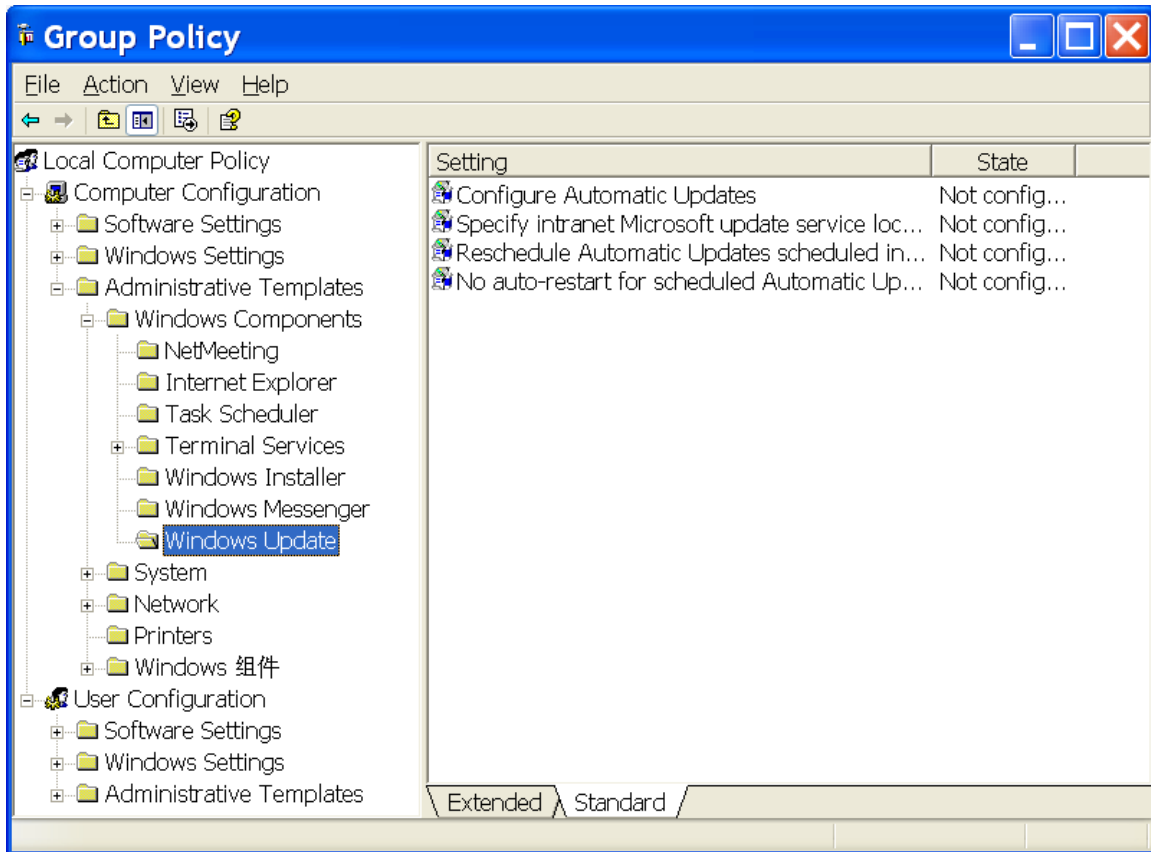 Group Policy
File Action View Help
Local Computer Policy
Computer Configuration
Software Settings
Windows Settings
Administrative Templates
Windows Components
NetMeeting
Internet Explorer
Task Scheduler
Terminal Services
Windows Installer
Windows Messenger
Windows Update
System
Network
Printers
Windows 组件
User Configuration
Software Settings
Windows Settings
Administrative Templates
Setting State
Configure Automatic Updates Not config...
Specify intranet Microsoft update service loc... Not config...
Reschedule Automatic Updates scheduled in... Not config...
No auto-restart for scheduled Automatic Up... Not config...
Extended Standard